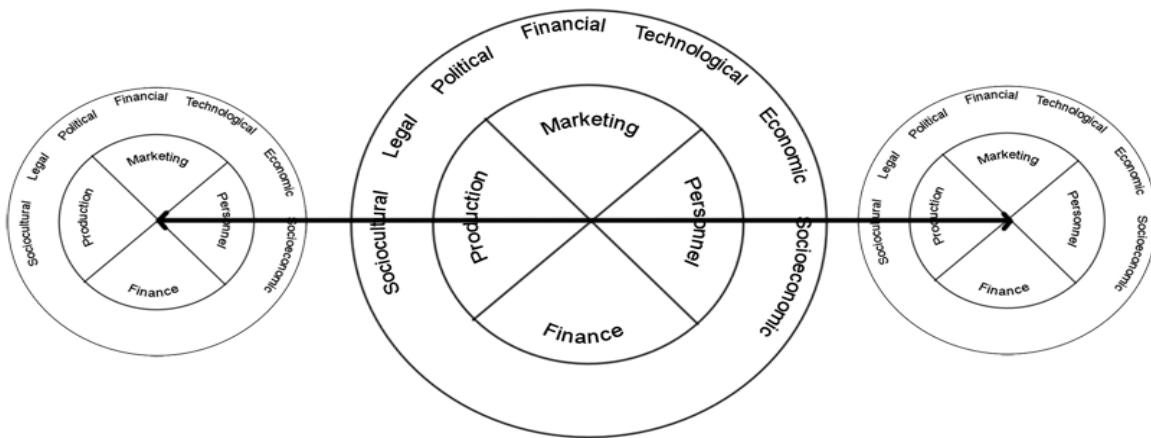 Sociocultural
Legal
Political
Financial
Technological
Economic
Socioeconomic
Production
Marketing
Personnel
Finance
Sociocultural
Legal
Political
Financial
Technological
Economic
Socioeconomic
Production
Marketing
Personnel
Finance
Sociocultural
Legal
Political
Financial
Technological
Economic
Socioeconomic
Production
Marketing
Personnel
Finance